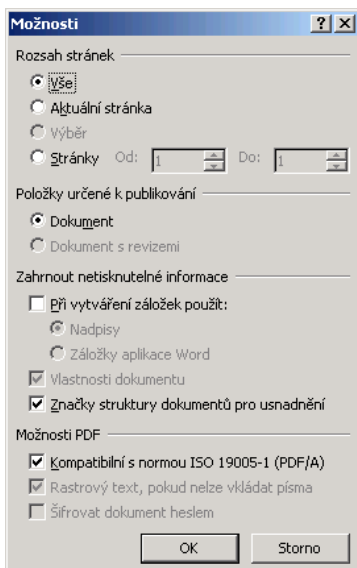 Možnosti
Rozsah stránek
Vše
Aktuální stránka
Výběr
Stránky Od: 1 Do: 1
Položky určené k publikování
Dokument
Dokument s revizemi
Zahrnout netisknutelné informace
Při vytváření záložek použít:
Nadpisy
Záložky aplikace Word
Vlastnosti dokumentu
Značky struktury dokumentů pro usnadnění
Možnosti PDF
Kompatibilní s normou ISO 19005-1 (PDF/A)
Rastrový text, pokud nelze vkládat písma
Šifrovat dokument heslem
OK Storno